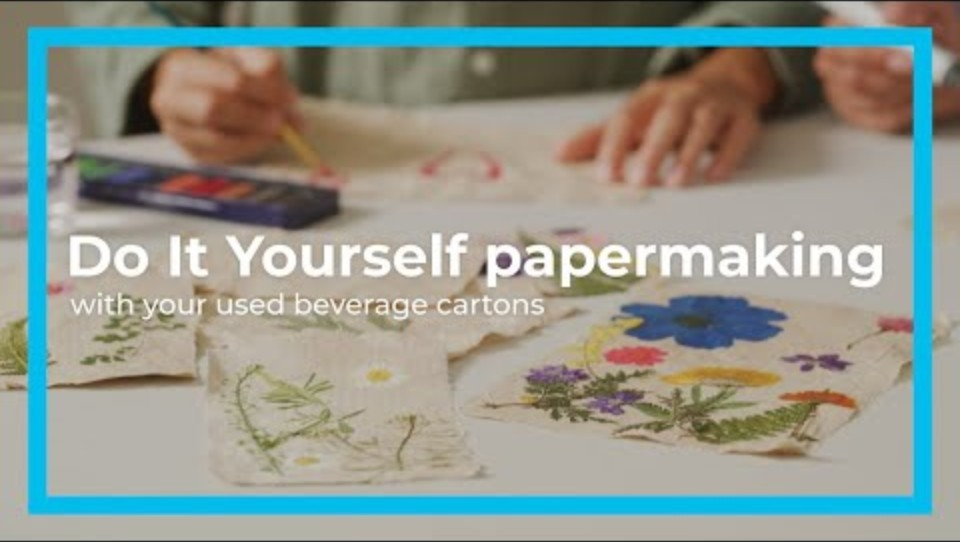 Do It Yourself papermaking
with your used beverage cartons